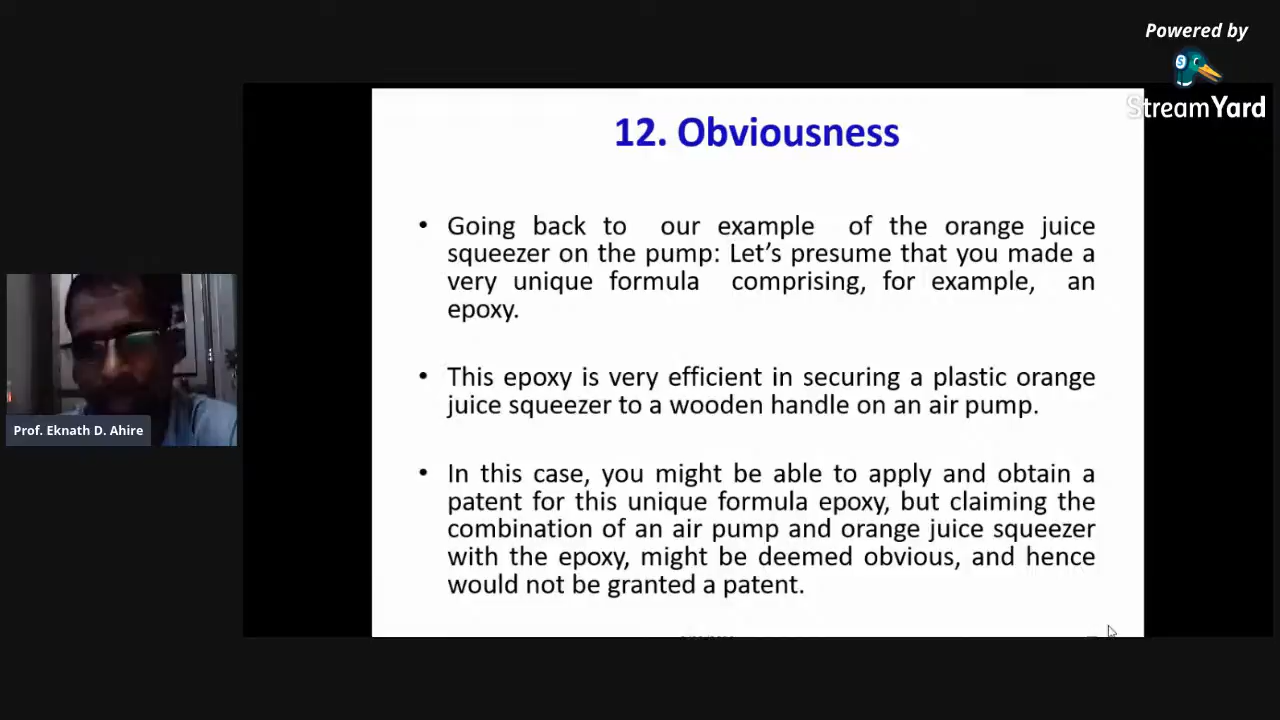 Powered by
StreamYard
12. Obviousness
• Going back to our example of the orange juice
squeezer on the pump: Let's presume that you made a
very unique formula comprising, for example, an
epoxy.
• This epoxy is very efficient in securing a plastic orange
juice squeezer to a wooden handle on an air pump.
• In this case, you might be able to apply and obtain a
patent for this unique formula epoxy, but claiming the
combination of an air pump and orange juice squeezer
with the epoxy, might be deemed obvious, and hence
would not be granted a patent.
Prof. Eknath D. Ahire